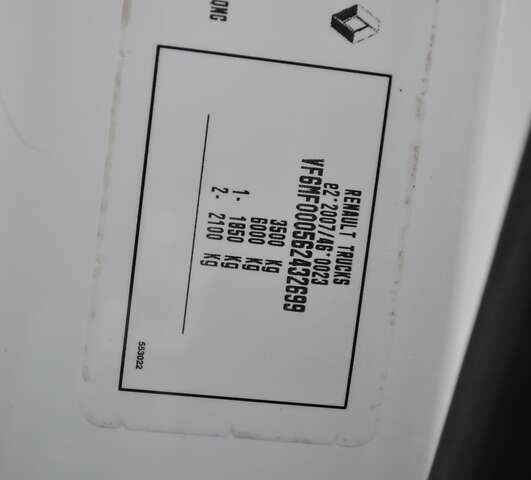 RENAULT TRUCKS
e2*2007/46*0023
VF6MF000562432699
3500 Kg
6000 Kg
1- 1850 Kg
2- 2100 Kg
553022